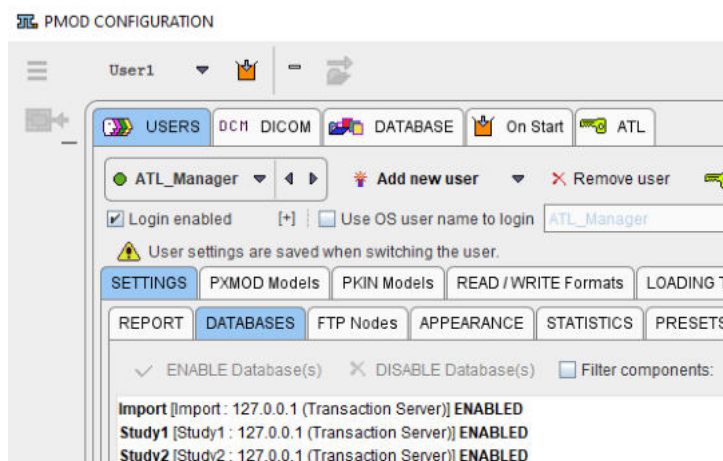 PMOD CONFIGURATION
User1
USERS DCM DICOM DATABASE On Start ATL
ATL_Manager Add new user Remove user
Login enabled [+] Use OS user name to login ATL_Manager
User settings are saved when switching the user.
SETTINGS PXMOD Models PKIN Models READ / WRITE Formats LOADING
REPORT DATABASES FTP Nodes APPEARANCE STATISTICS PRESETS
ENABLE Database(s) DISABLE Database(s) Filter components:
Import [Import : 127.0.0.1 (Transaction Server)] ENABLED
Study1 [Study1 : 127.0.0.1 (Transaction Server)] ENABLED
Study2 [Study2 : 127.0.0.1 (Transaction Server)] ENABLED